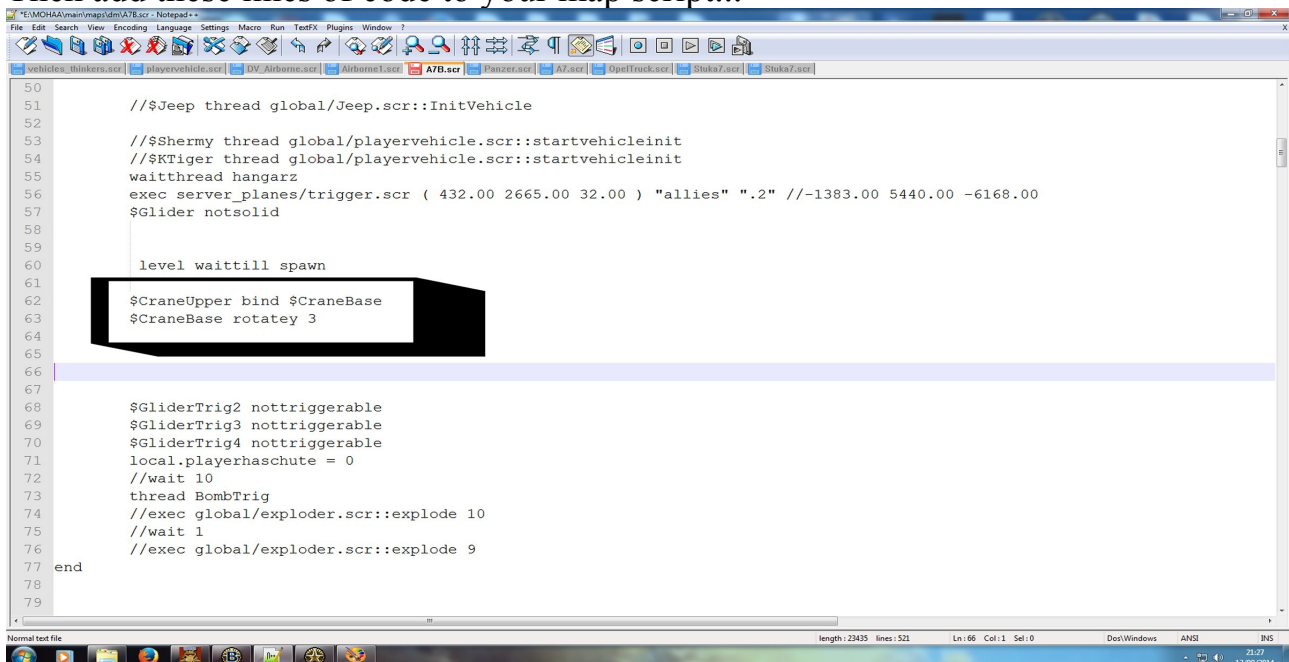 Then add these lines of code to your map script..
*E:\MOHAA\main\maps\dm\A7B.scr - Notepad++
File Edit Search View Encoding Language Settings Macro Run TextFX Plugins Window ?
X
vehicles_thinkers.scr playervehicle.scr DV_Airborne.scr Airborne1.scr A7B.scr Panzer.scr A7.scr OpelTruck.scr Stuka7.scr Stuka7.scr
50
51 //$Jeep thread global/Jeep.scr::InitVehicle
52
53 //$Shermy thread global/playervehicle.scr::startvehicleinit
54 //$KTiger thread global/playervehicle.scr::startvehicleinit
55 waitthread hangarz
56 exec server_planes/trigger.scr ( 432.00 2665.00 32.00 ) "allies" ".2" //-1383.00 5440.00 -6168.00
57 $Glider notsolid
58
59
60 level waittill spawn
61
62 $CraneUpper bind $CraneBase
63 $CraneBase rotatey 3
64
65
66
67
68 $GliderTrig2 nottriggerable
69 $GliderTrig3 nottriggerable
70 $GliderTrig4 nottriggerable
71 local.playerhaschute = 0
72 //wait 10
73 thread BombTrig
74 //exec global/exploder.scr::explode 10
75 //wait 1
76 //exec global/exploder.scr::explode 9
77 end
78
79
Normal text file length : 23435 lines : 521 Ln : 66 Col : 1 Sel : 0 Dos\Windows ANSI INS
21:27